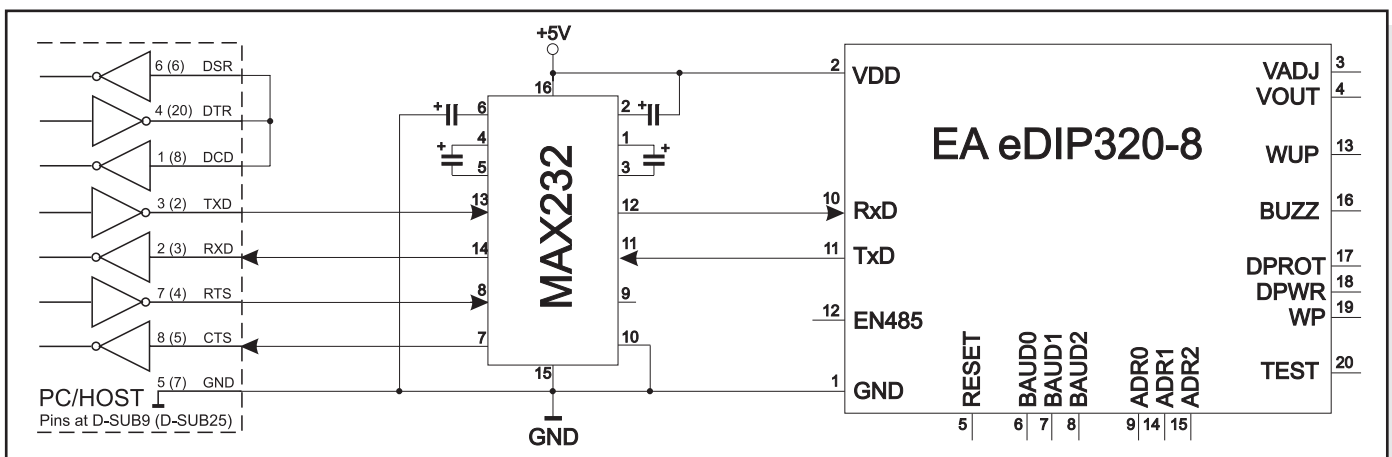 +5V
6 (6) DSR
4 (20) DTR
1 (8) DCD
3 (2) TXD
2 (3) RXD
7 (4) RTS
8 (5) CTS
5 (7) GND
PC/HOST
Pins at D-SUB9 (D-SUB25)
16
+ 6
4
+
5
13
14
8
7
15
MAX232
2 +
1
+
3
12
11
9
10
GND
EA eDIP320-8
2 VDD
10 RxD
11 TxD
12 EN485
1 GND
RESET
5
BAUD0
6
BAUD1
7
BAUD2
8
ADR0
9
ADR1
14
ADR2
15
VADJ 3
VOUT 4
WUP 13
BUZZ 16
DPROT 17
DPWR 18
WP 19
TEST 20